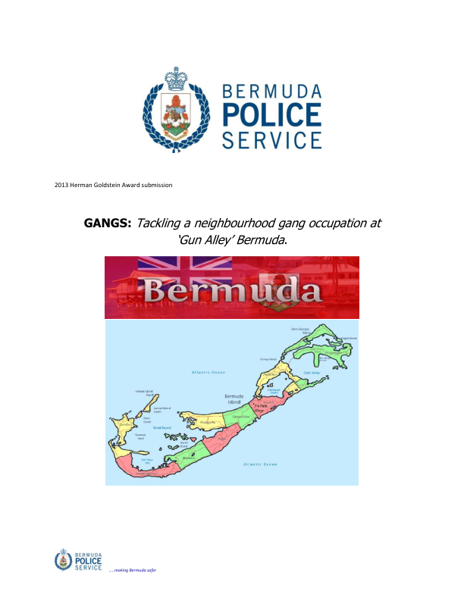 BERMUDA
POLICE
SERVICE
2013 Herman Goldstein Award submission
GANGS: Tackling a neighbourhood gang occupation at
‘Gun Alley’ Bermuda.
Bermuda
Atlantic Ocean
Bermuda
Island
Atlantic Ocean
BERMUDA
POLICE
SERVICE
...making Bermuda safer